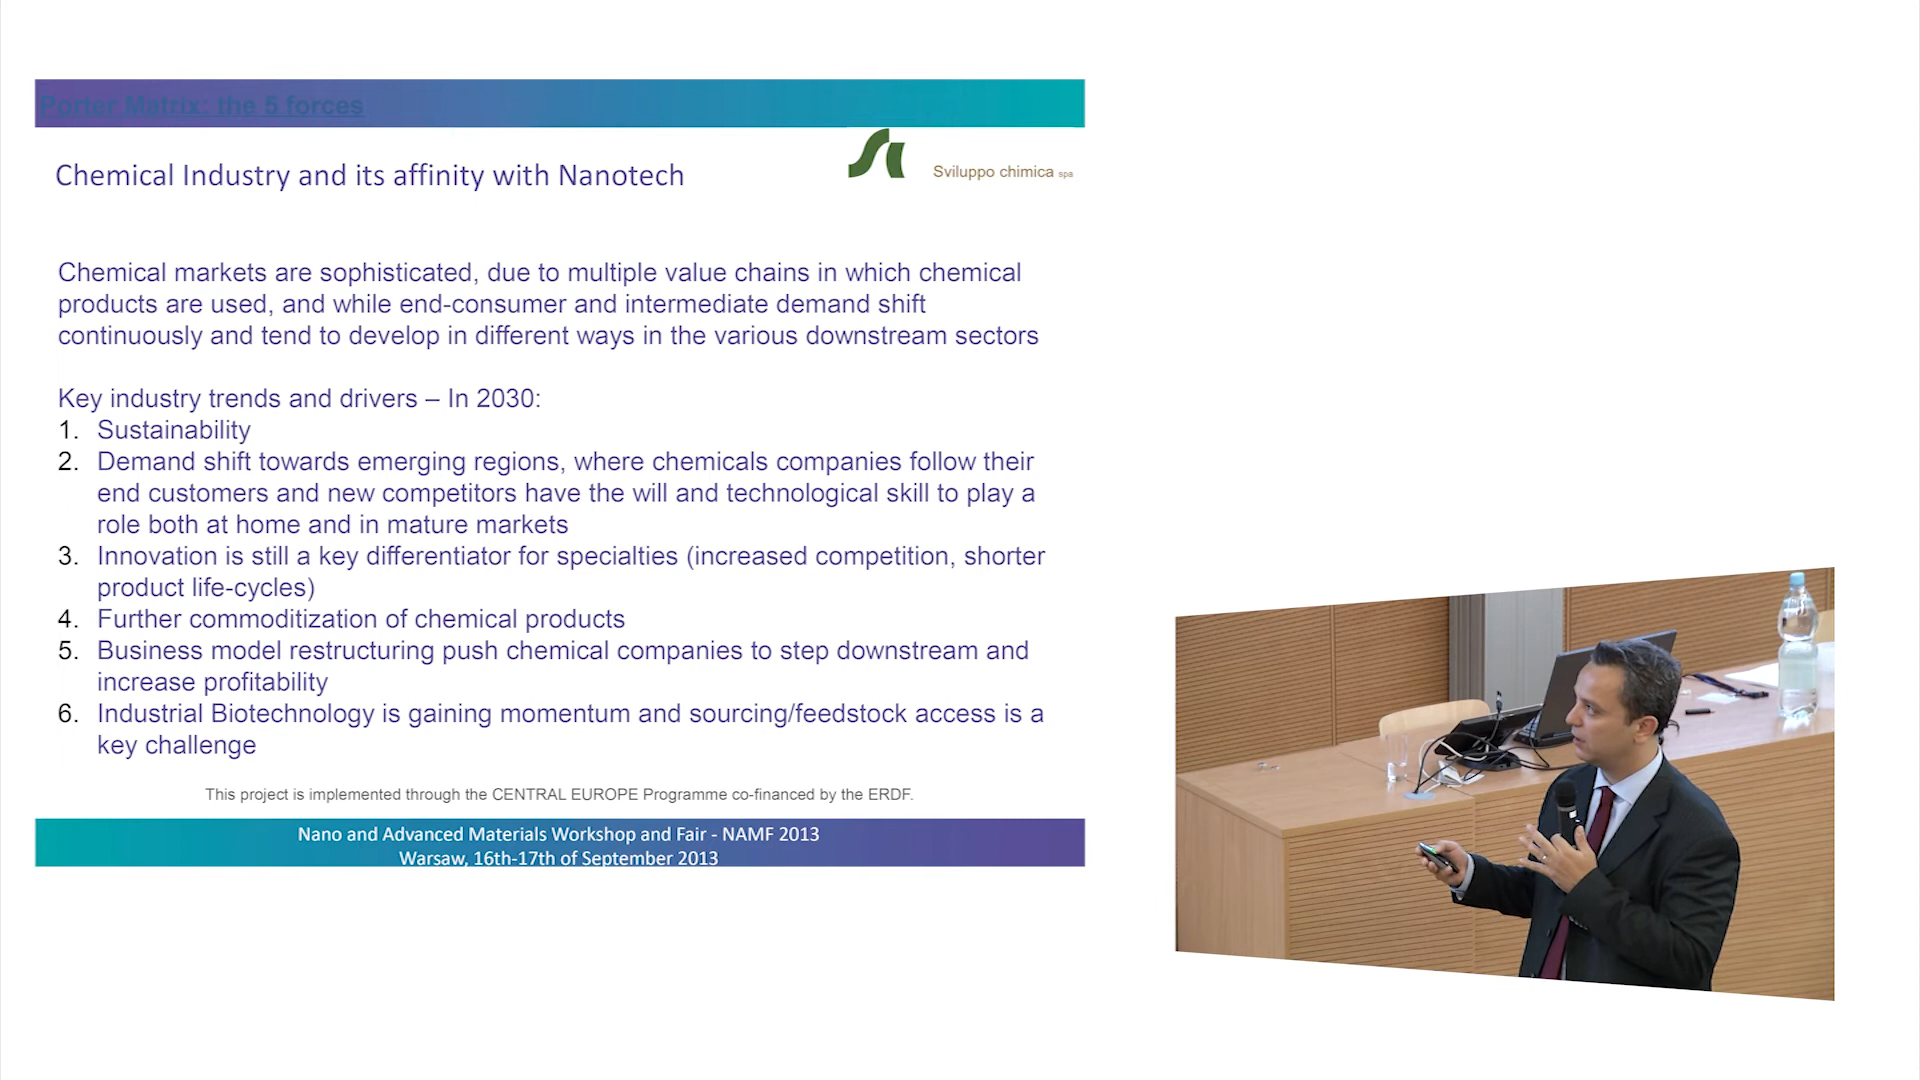 Porter Matrix: the 5 forces
Chemical Industry and its affinity with Nanotech
Sviluppo chimica spa
Chemical markets are sophisticated, due to multiple value chains in which chemical
products are used, and while end-consumer and intermediate demand shift
continuously and tend to develop in different ways in the various downstream sectors
Key industry trends and drivers – In 2030:
1. Sustainability
2. Demand shift towards emerging regions, where chemicals companies follow their
end customers and new competitors have the will and technological skill to play a
role both at home and in mature markets
3. Innovation is still a key differentiator for specialties (increased competition, shorter
product life-cycles)
4. Further commoditization of chemical products
5. Business model restructuring push chemical companies to step downstream and
increase profitability
6. Industrial Biotechnology is gaining momentum and sourcing/feedstock access is a
key challenge
This project is implemented through the CENTRAL EUROPE Programme co-financed by the ERDF.
Nano and Advanced Materials Workshop and Fair - NAMF 2013
Warsaw, 16th-17th of September 2013